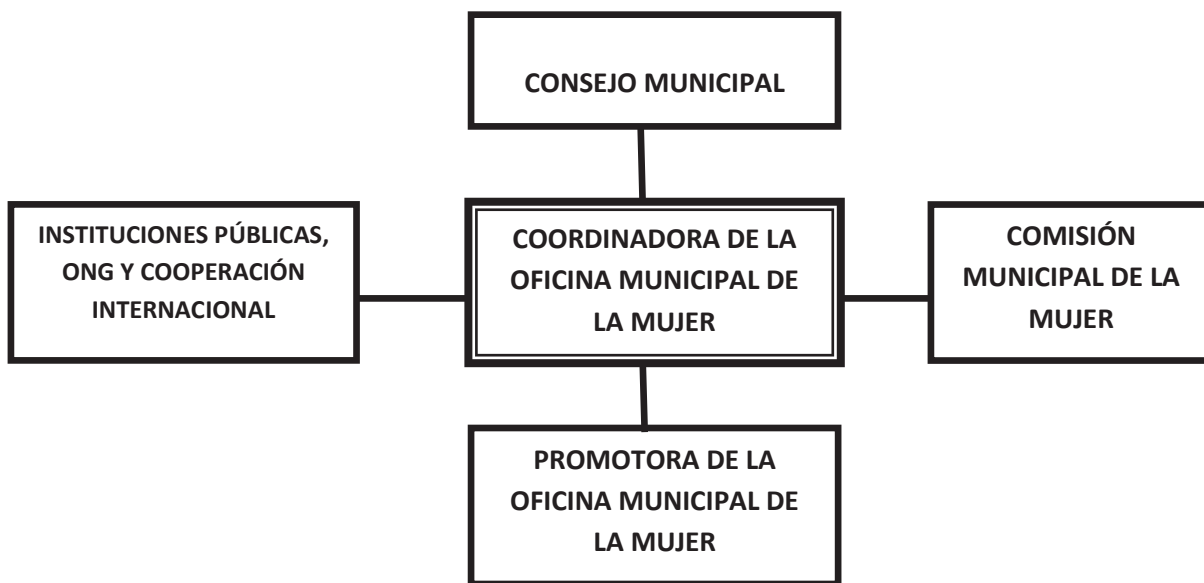 CONSEJO MUNICIPAL
INSTITUCIONES PÚBLICAS,
ONG Y COOPERACIÓN
INTERNACIONAL
COORDINADORA DE LA
OFICINA MUNICIPAL DE
LA MUJER
COMISIÓN
MUNICIPAL DE LA
MUJER
PROMOTORA DE LA
OFICINA MUNICIPAL DE
LA MUJER